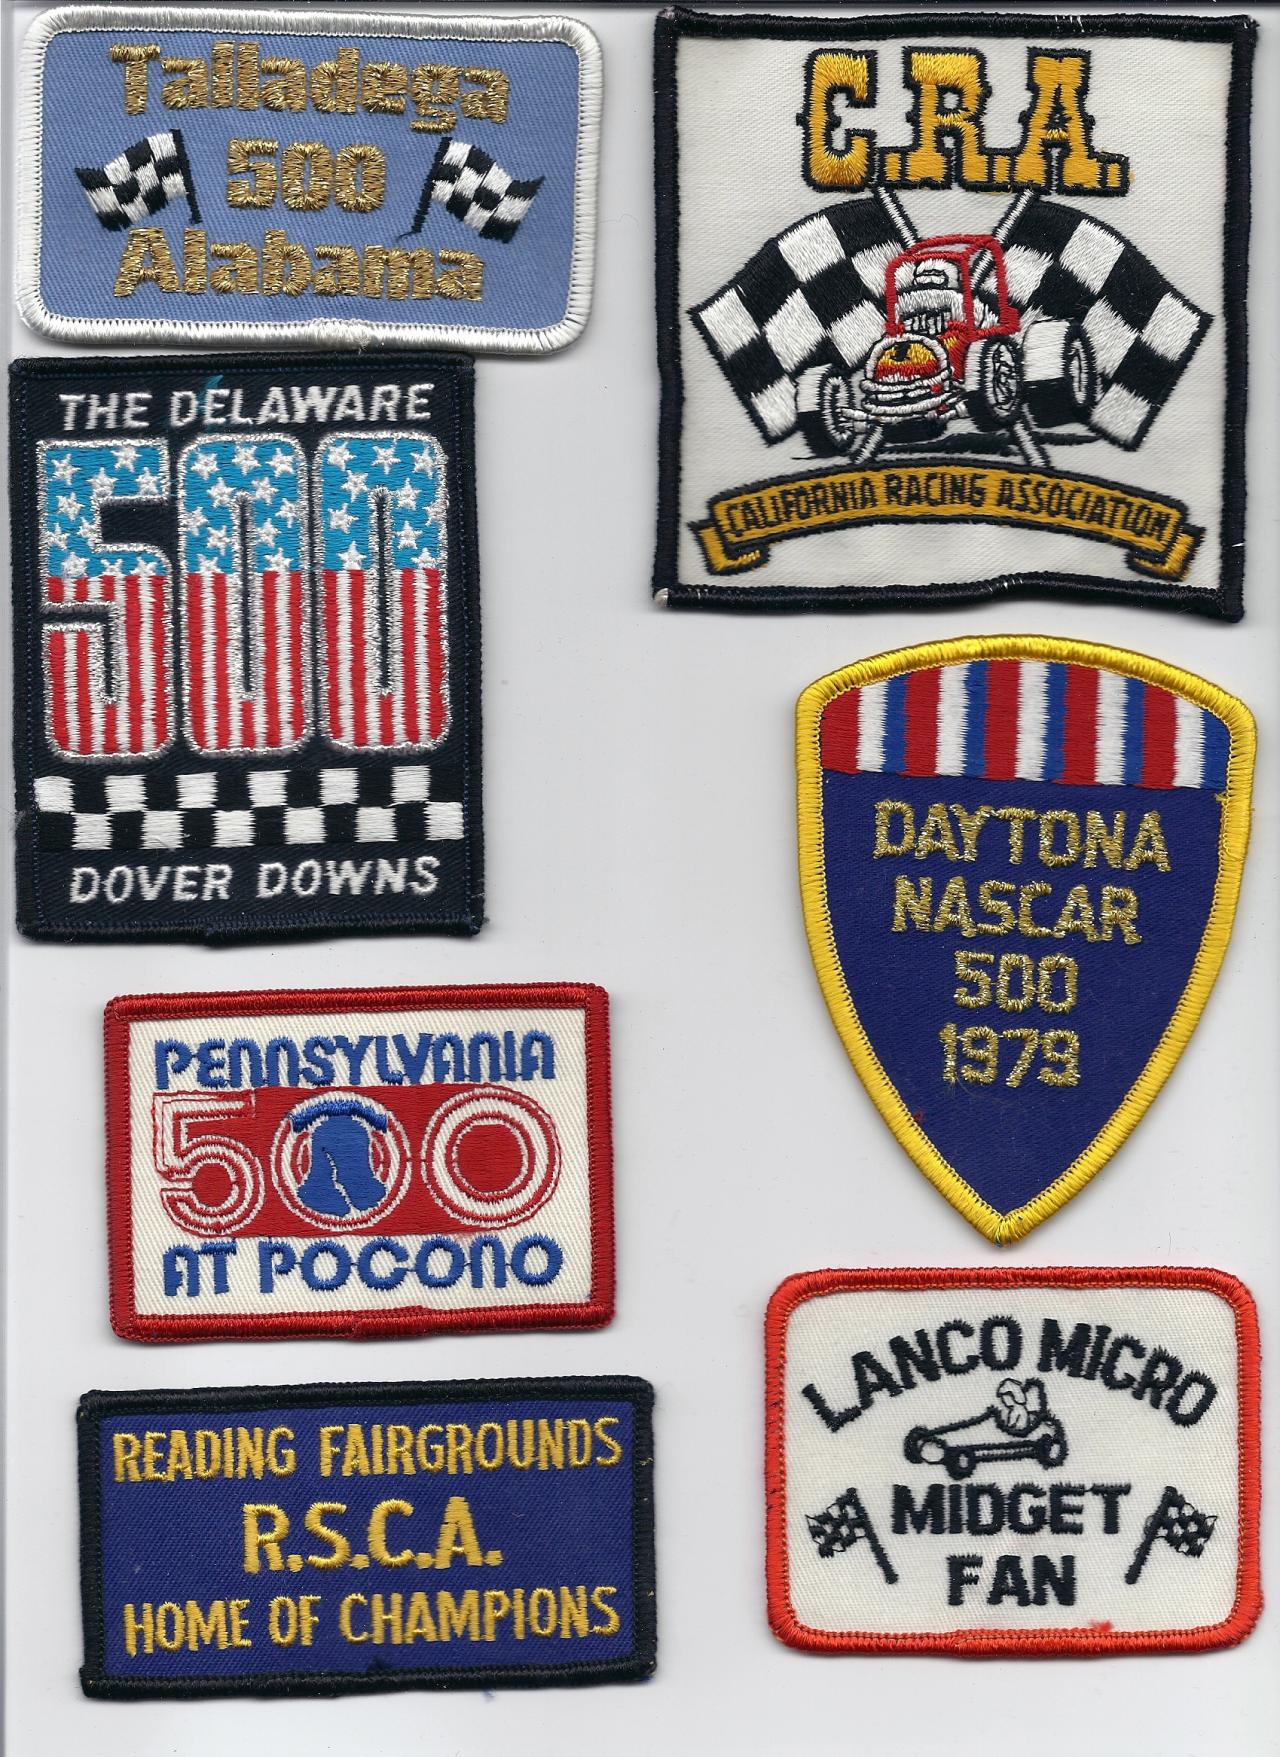 Talladega
500
Alabama
C.R.A.
CALIFORNIA RACING ASSOCIATION
THE DELAWARE
500
DOVER DOWNS
DAYTONA
NASCAR
500
1979
PENNSYLVANIA
500
AT POCONO
LANCO MICRO
MIDGET
FAN
READING FAIRGROUNDS
R.S.C.A.
HOME OF CHAMPIONS